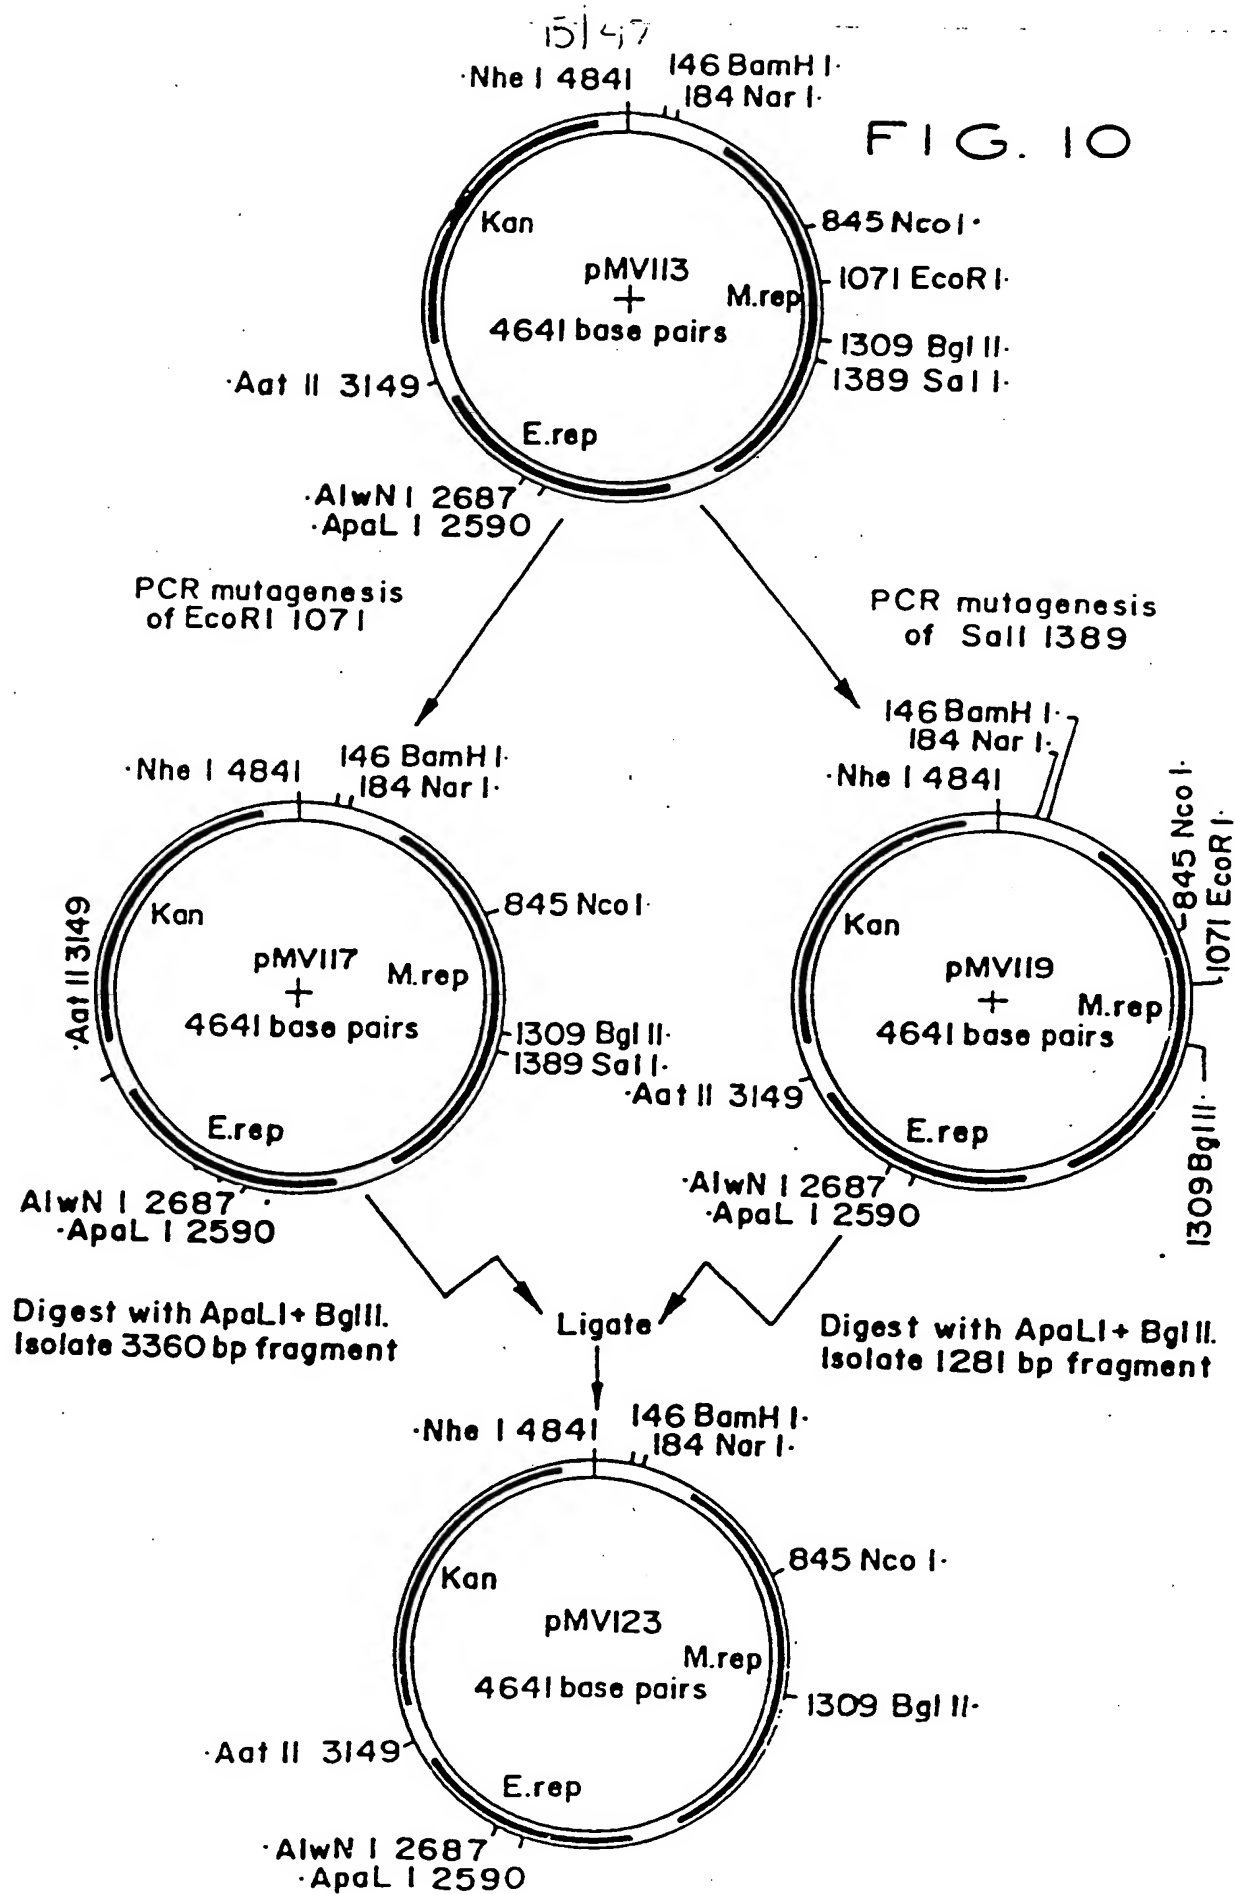 15/47
·Nhe I 4841
146 BamH I·
184 Nar I·
FIG. 10
Kan
845 Nco I·
pMV113
1071 EcoR I·
M.rep
4641 base pairs
1309 Bgl II·
1389 Sal I·
·Aat II 3149
E.rep
·AlwN I 2687
·ApaL I 2590
PCR mutagenesis
of EcoRI 1071
PCR mutagenesis
of SalI 1389
·Nhe I 4841
146 BamH I·
184 Nar I·
Kan
845 Nco I·
·Aat II 3149
pMV117
M.rep
4641 base pairs
1309 Bgl II·
1389 Sal I·
E.rep
AlwN I 2687
·ApaL I 2590
146 BamH I·
184 Nar I·
·Nhe I 4841
845 Nco I·
1071 EcoR I·
Kan
pMV119
M.rep
4641 base pairs
·Aat II 3149
E.rep
1309 Bgl II·
·AlwN I 2687
·ApaL I 2590
Digest with ApaLI+ BglII.
Isolate 3360 bp fragment
Ligate
Digest with ApaLI+ BglII.
Isolate 1281 bp fragment
·Nhe I 4841
146 BamH I·
184 Nar I·
845 Nco I·
Kan
pMV123
M.rep
4641 base pairs
1309 Bgl II·
·Aat II 3149
E.rep
·AlwN I 2687
·ApaL I 2590